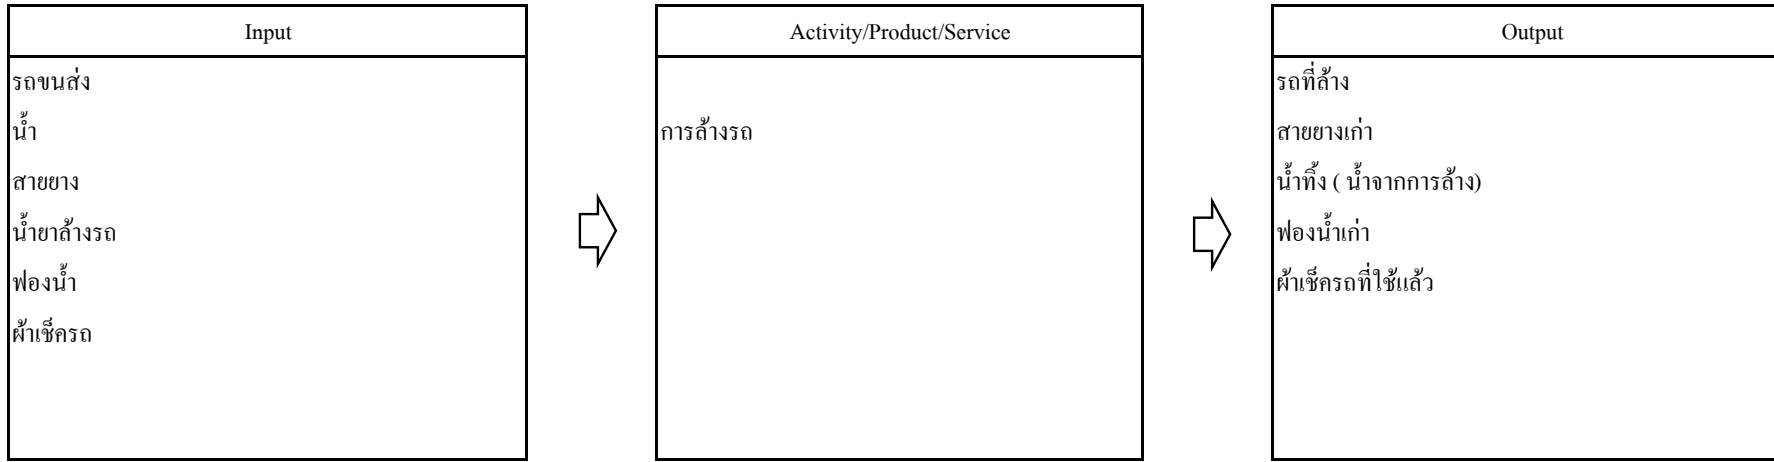 Input
รถขนส่ง
น้ำ
สายยาง
น้ำยาล้างรถ
ฟองน้ำ
ผ้าเช็ครถ
Activity/Product/Service
การล้างรถ
Output
รถที่ล้าง
สายยางเก่า
น้ำทิ้ง ( น้ำจากการล้าง)
ฟองน้ำเก่า
ผ้าเช็ครถที่ใช้แล้ว